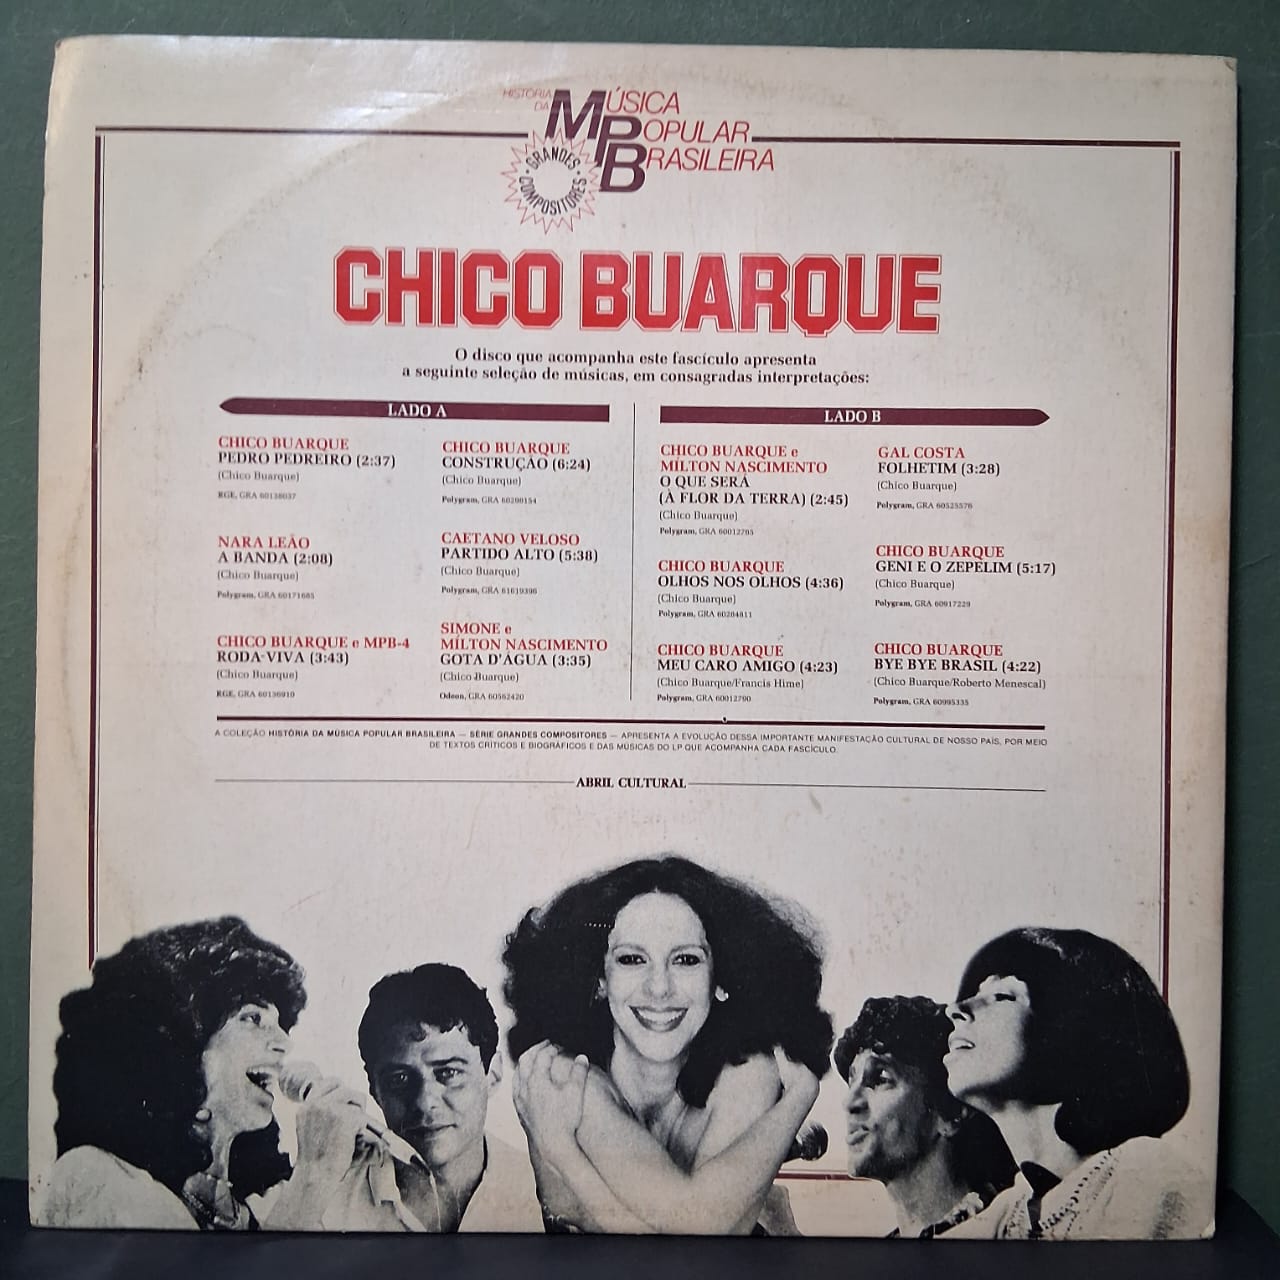 HISTÓRIA
DA
MÚSICA
POPULAR
BRASILEIRA
GRANDES
COMPOSITORES
CHICO BUARQUE
O disco que acompanha este fascículo apresenta
a seguinte seleção de músicas, em consagradas interpretações:
LADO A
CHICO BUARQUE
PEDRO PEDREIRO (2:37)
(Chico Buarque)
RGE, GRA 60138037
NARA LEÃO
A BANDA (2:08)
(Chico Buarque)
Polygram, GRA 60171685
CHICO BUARQUE e MPB-4
RODA-VIVA (3:43)
(Chico Buarque)
RGE, GRA 60136910
CHICO BUARQUE
CONSTRUÇÃO (6:24)
(Chico Buarque)
Polygram, GRA 60200154
CAETANO VELOSO
PARTIDO ALTO (5:38)
(Chico Buarque)
Polygram, GRA 61619396
SIMONE e
MÍLTON NASCIMENTO
GOTA D'ÁGUA (3:35)
(Chico Buarque)
Odeon, GRA 60562420
LADO B
CHICO BUARQUE e
MÍLTON NASCIMENTO
O QUE SERÁ
(À FLOR DA TERRA) (2:45)
(Chico Buarque)
Polygram, GRA 60012785
CHICO BUARQUE
OLHOS NOS OLHOS (4:36)
(Chico Buarque)
Polygram, GRA 60284811
CHICO BUARQUE
MEU CARO AMIGO (4:23)
(Chico Buarque/Francis Hime)
Polygram, GRA 60012790
GAL COSTA
FOLHETIM (3:28)
(Chico Buarque)
Polygram, GRA 60525576
CHICO BUARQUE
GENI E O ZEPELIM (5:17)
(Chico Buarque)
Polygram, GRA 60917229
CHICO BUARQUE
BYE BYE BRASIL (4:22)
(Chico Buarque/Roberto Menescal)
Polygram, GRA 60995335
A COLEÇÃO HISTÓRIA DA MÚSICA POPULAR BRASILEIRA — SÉRIE GRANDES COMPOSITORES — APRESENTA A EVOLUÇÃO DESSA IMPORTANTE MANIFESTAÇÃO CULTURAL DE NOSSO PAÍS, POR MEIO
DE TEXTOS CRÍTICOS E BIOGRÁFICOS E DAS MÚSICAS DO LP QUE ACOMPANHA CADA FASCÍCULO.
ABRIL CULTURAL